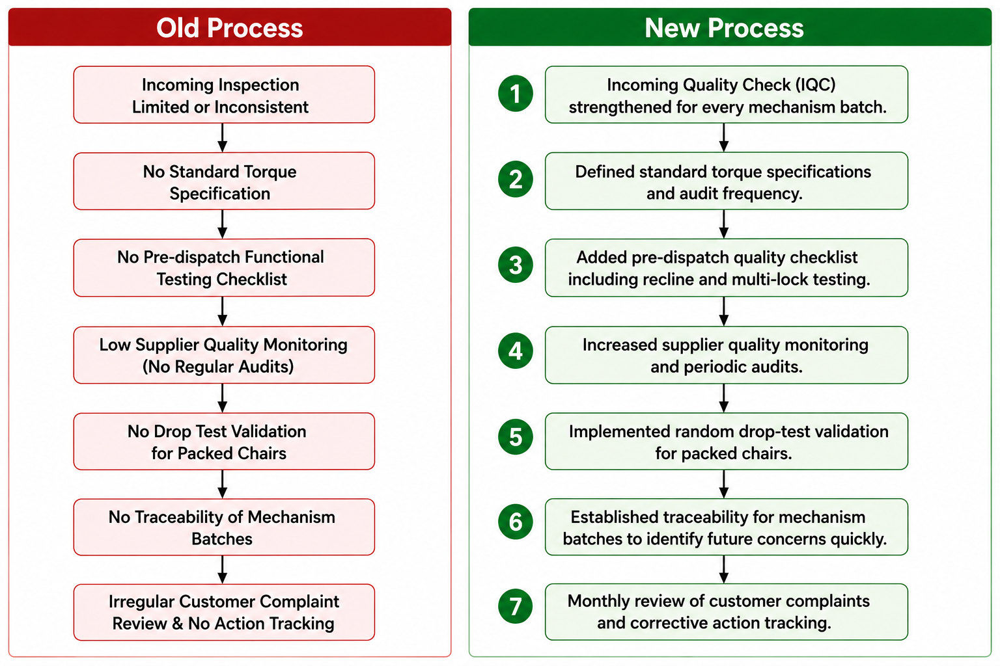 Old Process
Incoming Inspection
Limited or Inconsistent
No Standard Torque
Specification
No Pre-dispatch Functional
Testing Checklist
Low Supplier Quality Monitoring
(No Regular Audits)
No Drop Test Validation
for Packed Chairs
No Traceability of Mechanism
Batches
Irregular Customer Complaint
Review & No Action Tracking
New Process
1
Incoming Quality Check (IQC)
strengthened for every mechanism batch.
2
Defined standard torque specifications
and audit frequency.
3
Added pre-dispatch quality checklist
including recline and multi-lock testing.
4
Increased supplier quality monitoring
and periodic audits.
5
Implemented random drop-test validation
for packed chairs.
6
Established traceability for mechanism
batches to identify future concerns quickly.
7
Monthly review of customer complaints
and corrective action tracking.